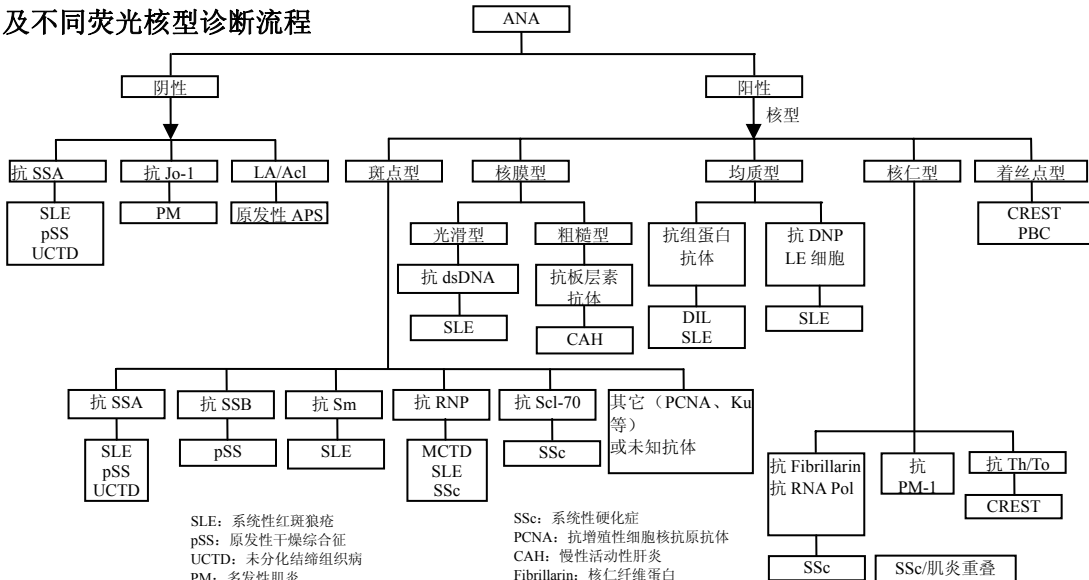 及不同荧光核型诊断流程
ANA
阴性
阳性
核型
抗 SSA
抗 Jo-1
LA/Acl
斑点型
核膜型
均质型
核仁型
着丝点型
SLE
pSS
UCTD
PM
原发性 APS
CREST
PBC
光滑型
粗糙型
抗组蛋白
抗体
抗 DNP
LE 细胞
抗 dsDNA
抗板层素
抗体
SLE
CAH
DIL
SLE
SLE
抗 SSA
抗 SSB
抗 Sm
抗 RNP
抗 Scl-70
其它（PCNA、Ku
等）
或未知抗体
SLE
pSS
UCTD
pSS
SLE
MCTD
SLE
SSc
SSc
抗 Fibrillarin
抗 RNA Pol
抗
PM-1
抗 Th/To
CREST
SSc
SSc/肌炎重叠
SLE：系统性红斑狼疮
pSS：原发性干燥综合征
UCTD：未分化结缔组织病
PM：多发性肌炎
SSc：系统性硬化症
PCNA：抗增殖性细胞核抗原抗体
CAH：慢性活动性肝炎
Fibrillarin：核仁纤维蛋白